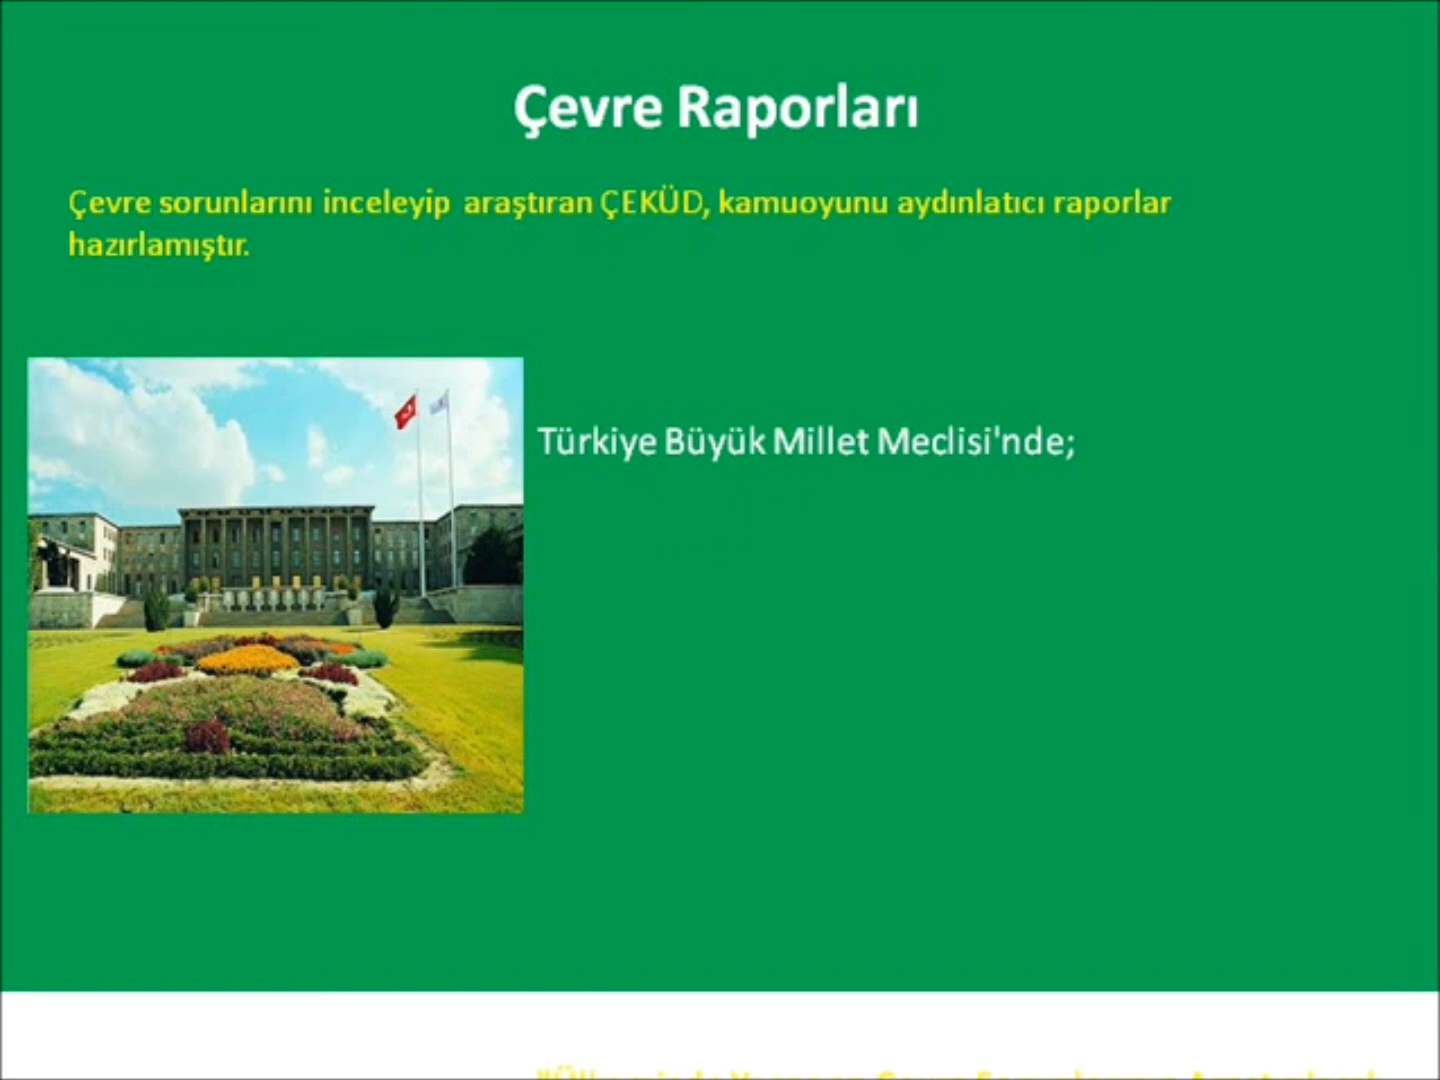 Çevre Raporları
Çevre sorunlarını inceleyip araştıran ÇEKÜD, kamuoyunu aydınlatıcı raporlar
hazırlamıştır.
Türkiye Büyük Millet Meclisi'nde;